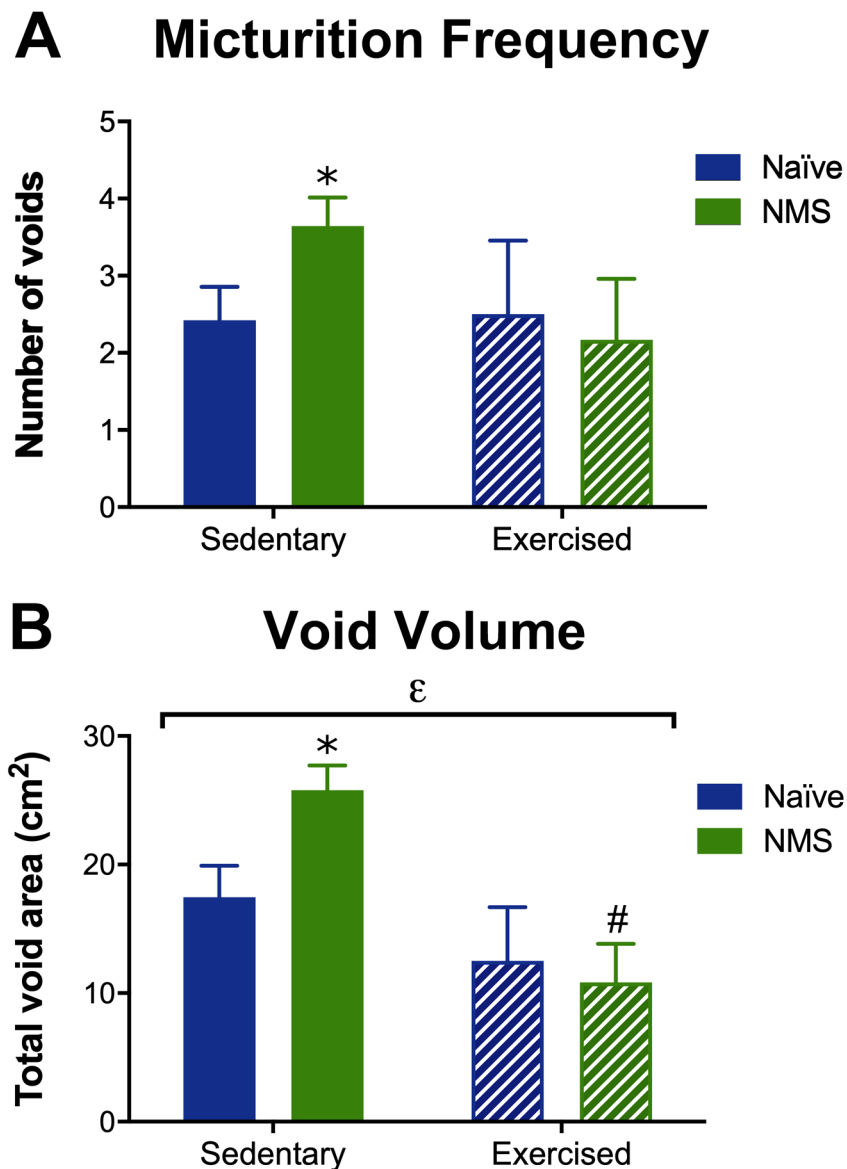 A Micturition Frequency
Number of voids
5
4
3
2
1
0
*
Naïve
NMS
Sedentary
Exercised
B Void Volume
ε
Total void area (cm²)
30
20
10
0
*
#
Naïve
NMS
Sedentary
Exercised